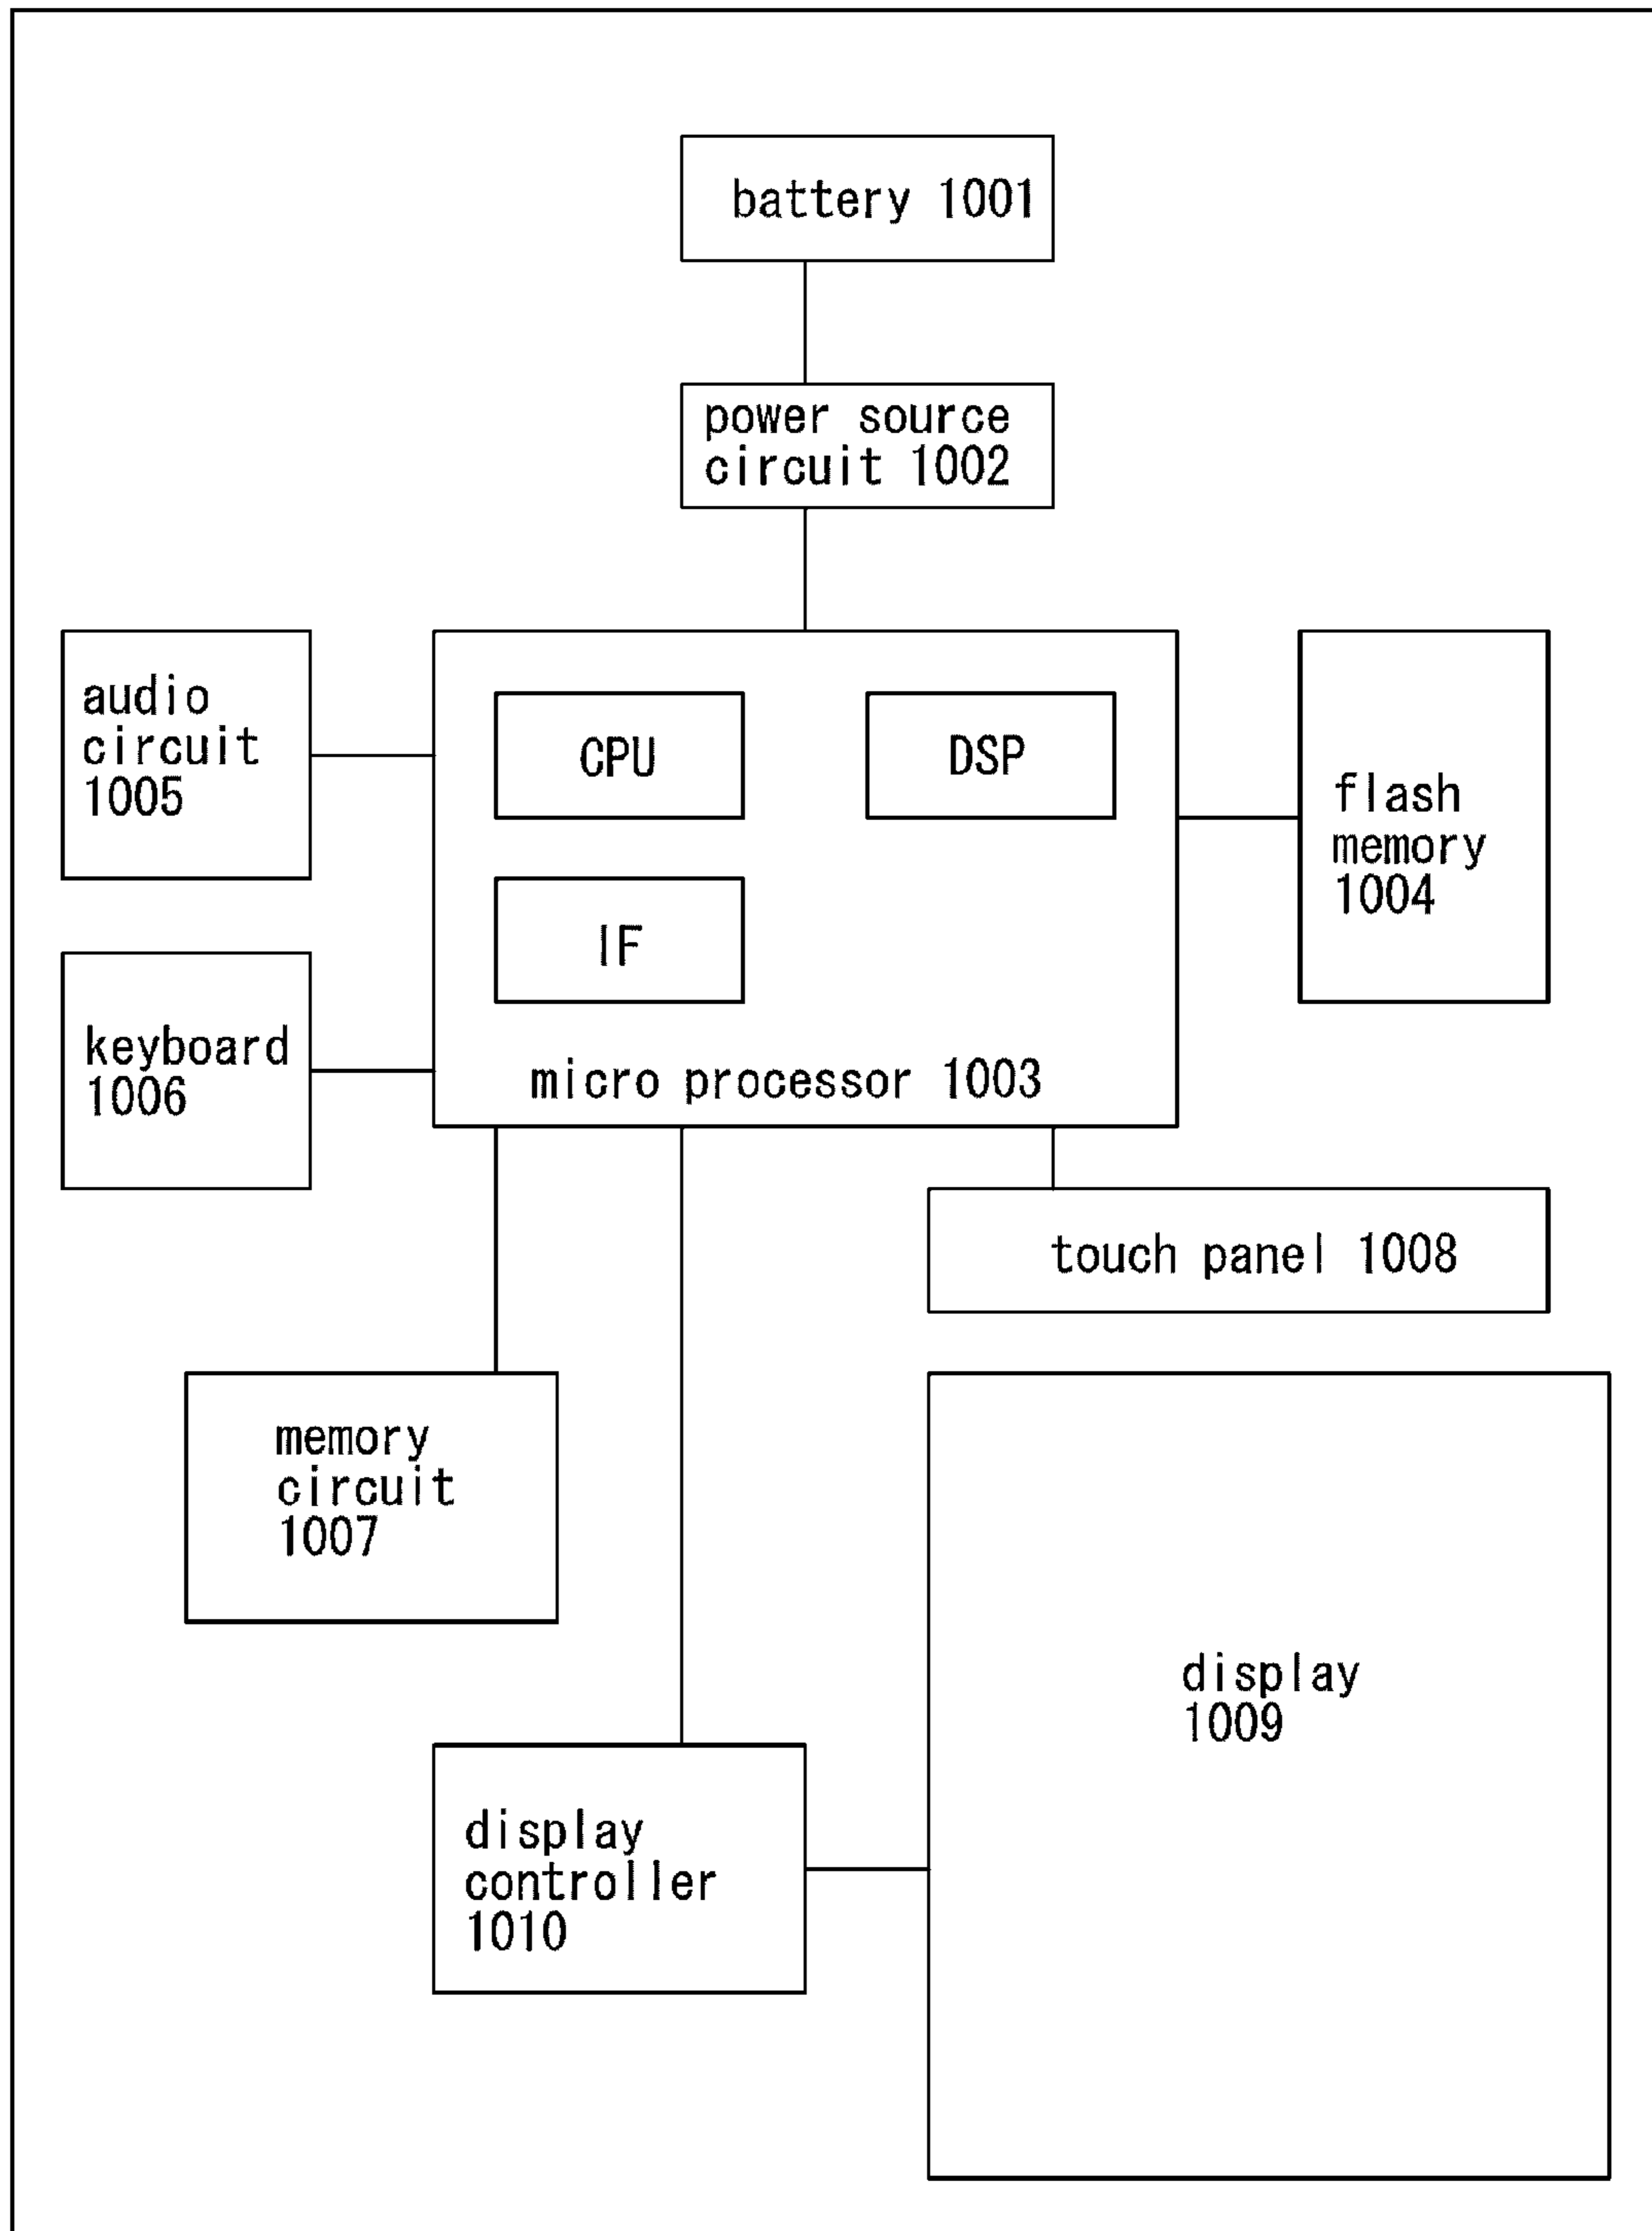 battery 1001
power source
circuit 1002
audio
circuit
1005
CPU
DSP
flash
memory
1004
IF
keyboard
1006
micro processor 1003
touch panel 1008
memory
circuit
1007
display
1009
display
controller
1010